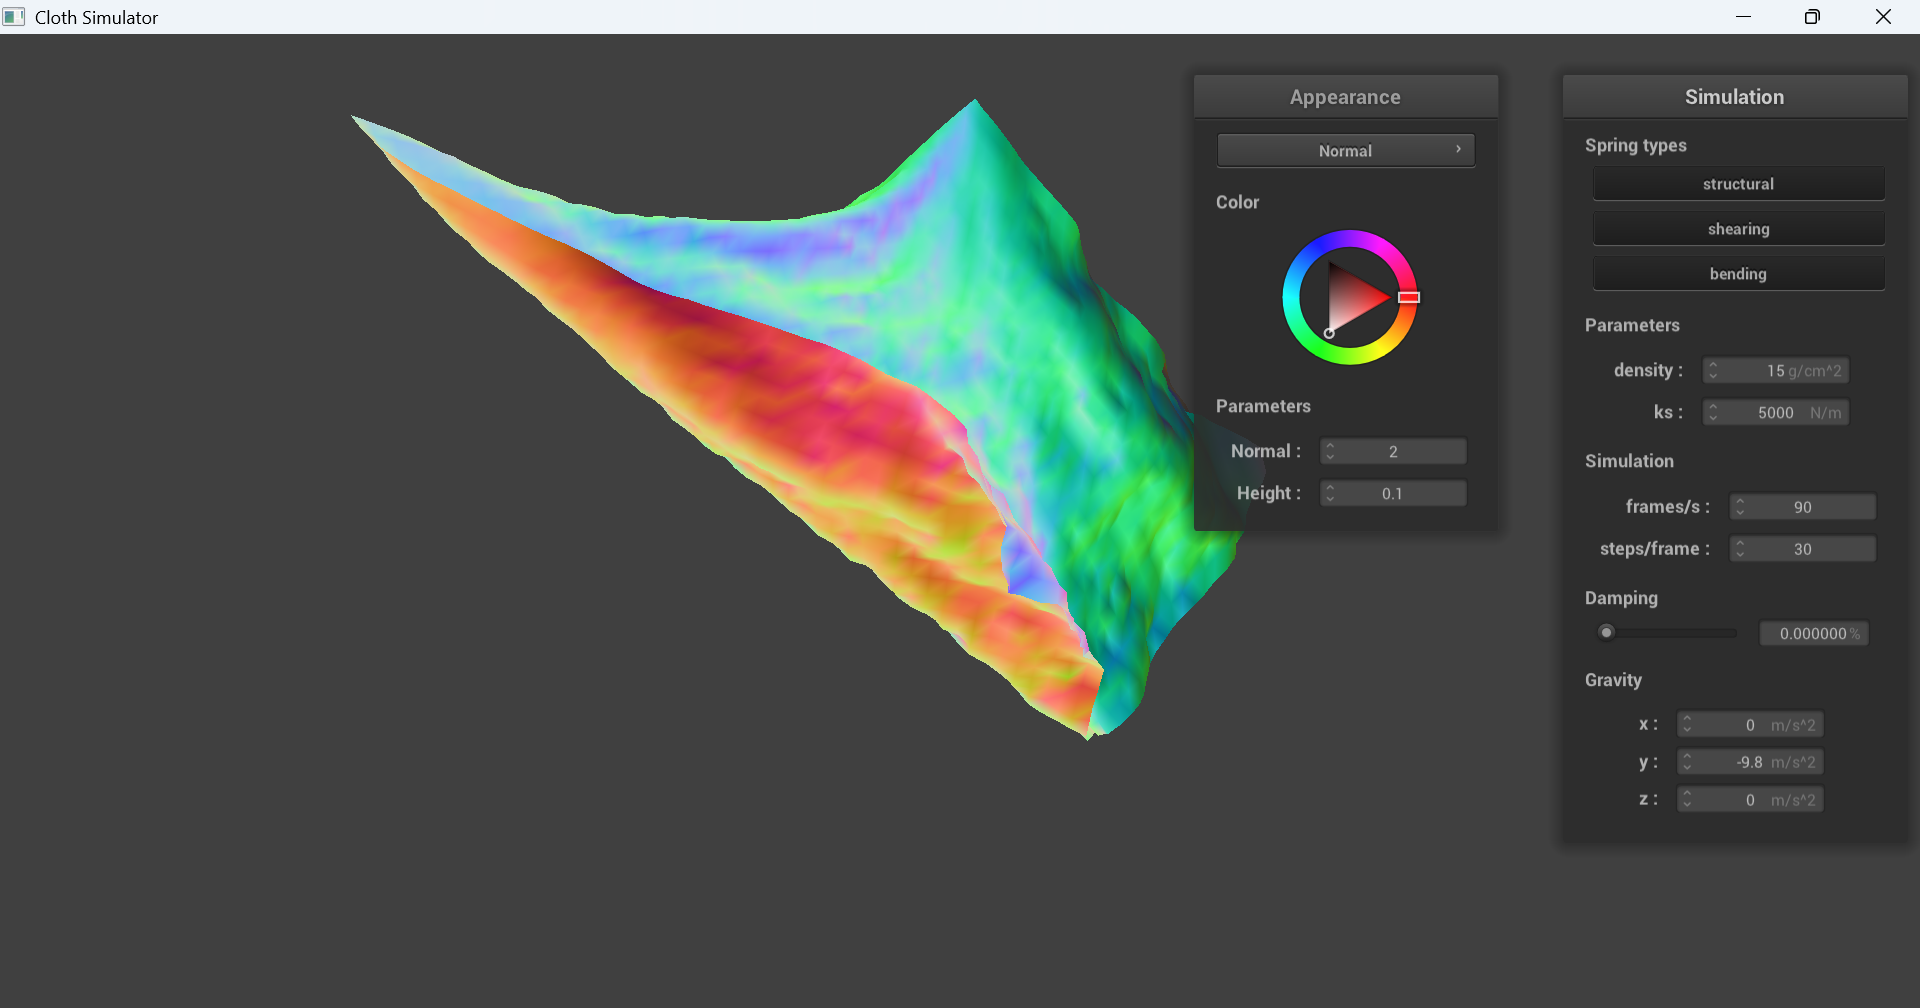 Cloth Simulator
Appearance
Normal
Color
Parameters
Normal : 2
Height : 0.1
Simulation
Spring types
structural
shearing
bending
Parameters
density : 15 g/cm^2
ks : 5000 N/m
Simulation
frames/s : 90
steps/frame : 30
Damping
0.000000 %
Gravity
x : 0 m/s^2
y : -9.8 m/s^2
z : 0 m/s^2